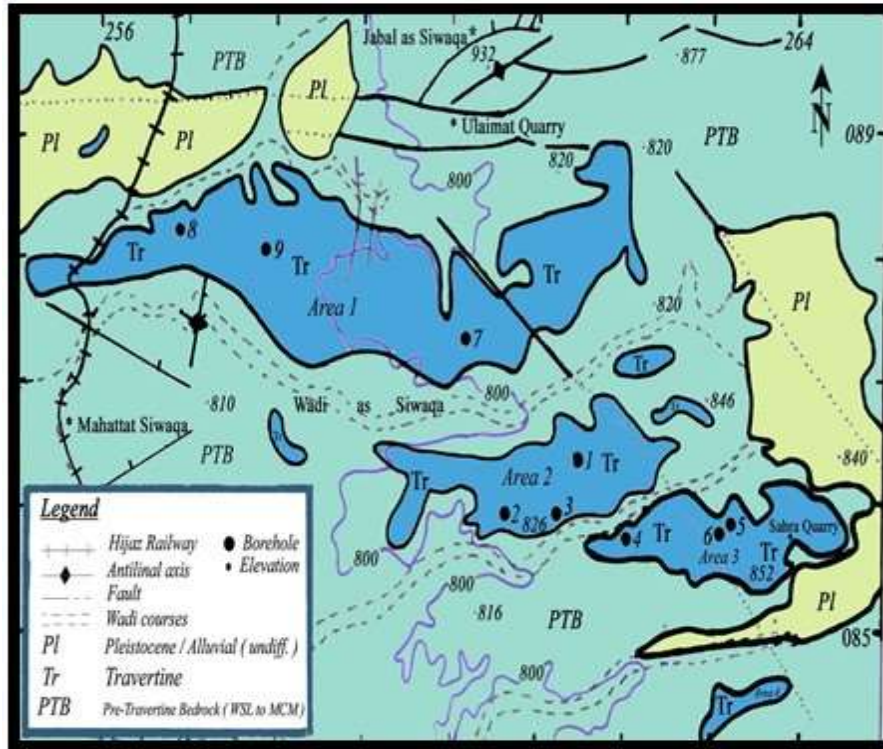 256
264
PTB
Jabal as Siwaqa*
932
877
Pl
Ulaimat Quarry
N
089
Pl
Pl
820
820
PTB
800
8
9
Tr
Tr
Tr
Area 1
820
Pl
7
Tr
800
810
Wadi as Siwaqa
846
Mahattat Siwaqa
PTB
1
Tr
Area 2
Tr
840
2
3
826
5
Sahra Quarry
4
Tr
6
Area 3
Tr
852
800
800
816
PTB
Pl
085
800
Tr
Legend
Hijaz Railway
Borehole
Antilinal axis
Elevation
Fault
Wadi courses
Pl Pleistocene / Alluvial ( undiff. )
Tr Travertine
PTB Pre-Travertine Bedrock ( WSL to MCM )